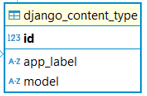 django_content_type
123 id
A-Z app_label
A-Z model